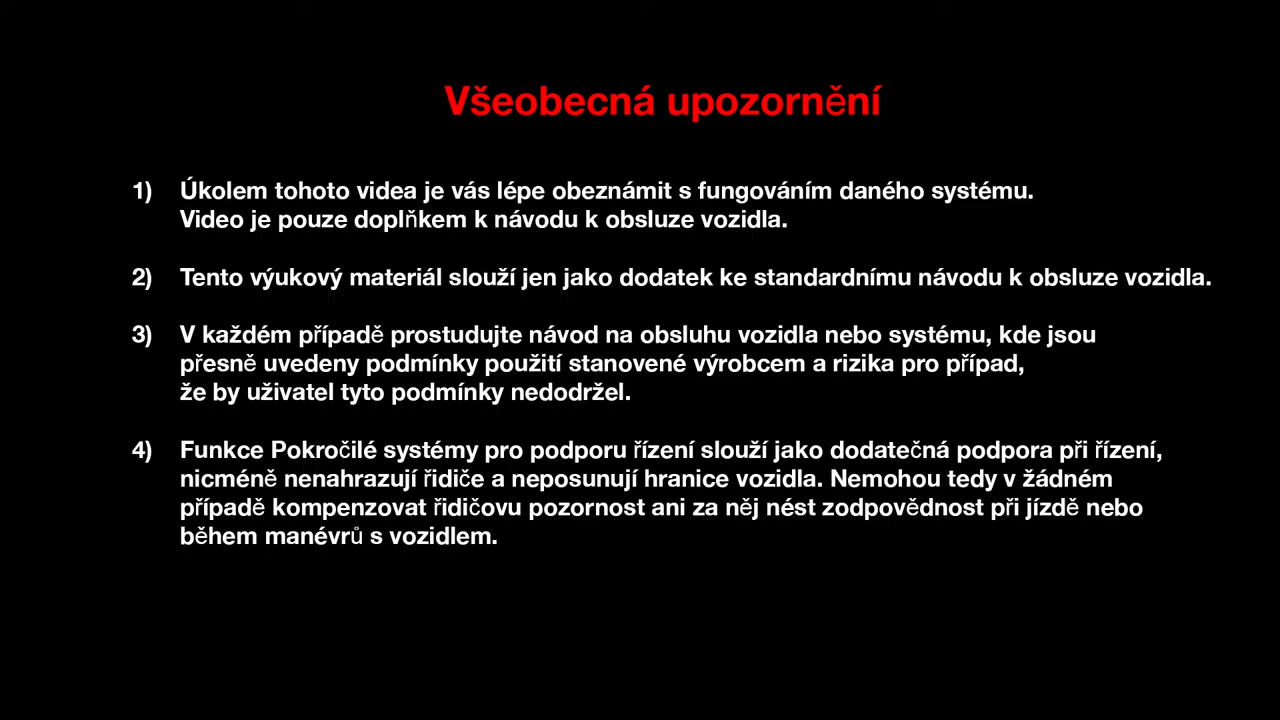 Všeobecná upozornění
1) Úkolem tohoto videa je vás lépe obeznámit s fungováním daného systému.
Video je pouze doplňkem k návodu k obsluze vozidla.
2) Tento výukový materiál slouží jen jako dodatek ke standardnímu návodu k obsluze vozidla.
3) V každém případě prostudujte návod na obsluhu vozidla nebo systému, kde jsou
přesně uvedeny podmínky použití stanovené výrobcem a rizika pro případ,
že by uživatel tyto podmínky nedodržel.
4) Funkce Pokročilé systémy pro podporu řízení slouží jako dodatečná podpora při řízení,
nicméně nenahrazují řidiče a neposunují hranice vozidla. Nemohou tedy v žádném
případě kompenzovat řidičovu pozornost ani za něj nést zodpovědnost při jízdě nebo
během manévrů s vozidlem.